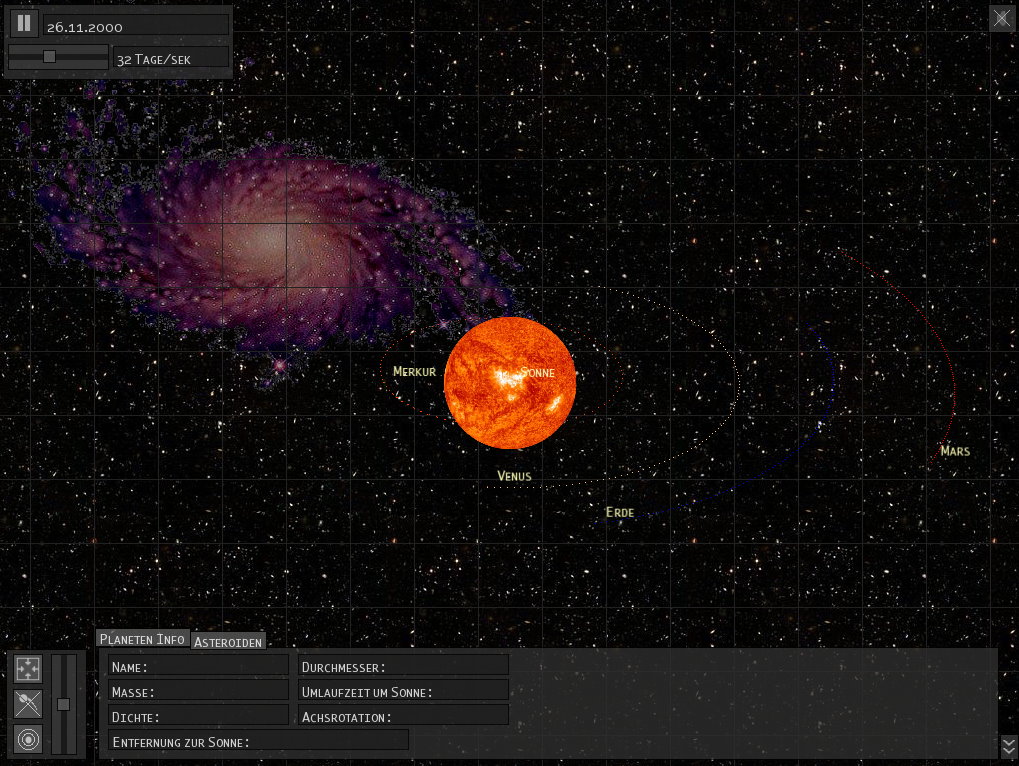 26.11.2000
32 Tage/sek
Merkur
Sonne
Mars
Venus
Erde
Planeten Info
Asteroiden
Name:
Durchmesser:
Masse:
Umlaufzeit um Sonne:
Dichte:
Achsrotation:
Entfernung zur Sonne: